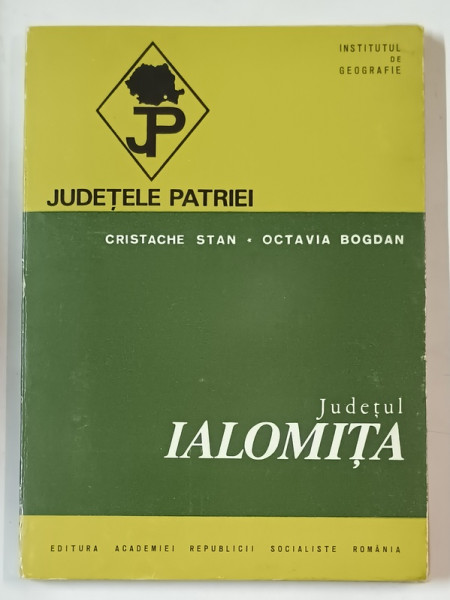 INSTITUTUL
DE
GEOGRAFIE
JP
JUDEȚELE PATRIEI
CRISTACHE STAN • OCTAVIA BOGDAN
Județul
IALOMIȚA
EDITURA ACADEMIEI REPUBLICII SOCIALISTE ROMÂNIA